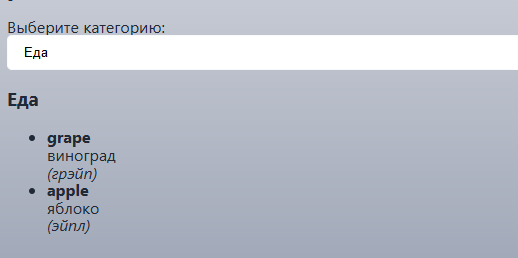 Выберите категорию:
Еда
Еда
grape
виноград
(грэйп)
apple
яблоко
(эйпл)